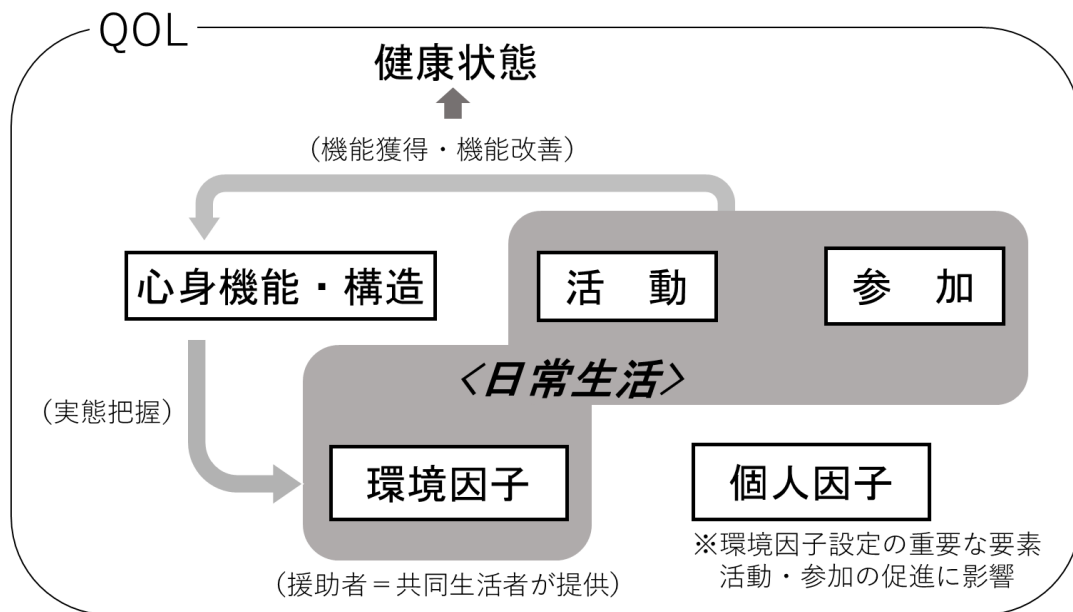 QOL
健康状態
（機能獲得・機能改善）
心身機能・構造
活　動
参　加
＜日常生活＞
（実態把握）
環境因子
個人因子
※環境因子設定の重要な要素
活動・参加の促進に影響
（援助者＝共同生活者が提供）